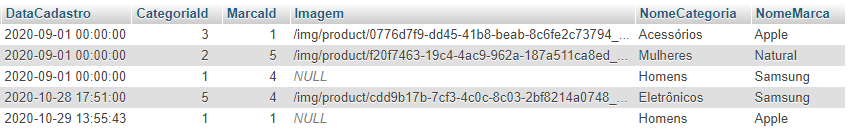 DataCadastro CategoriaId MarcaId Imagem NomeCategoria NomeMarca
2020-09-01 00:00:00 3 1 /img/product/0776d7f9-dd45-41b8-beab-8c6fe2c73794_... Acessórios Apple
2020-09-01 00:00:00 2 5 /img/product/f20f7463-19c4-4ac9-962a-187a511ca8ed_... Mulheres Natural
2020-09-01 00:00:00 1 4 NULL Homens Samsung
2020-10-28 17:51:00 5 4 /img/product/cdd9b17b-7cf3-4c0c-8c03-2bf8214a0748_... Eletrônicos Samsung
2020-10-29 13:55:43 1 1 NULL Homens Apple